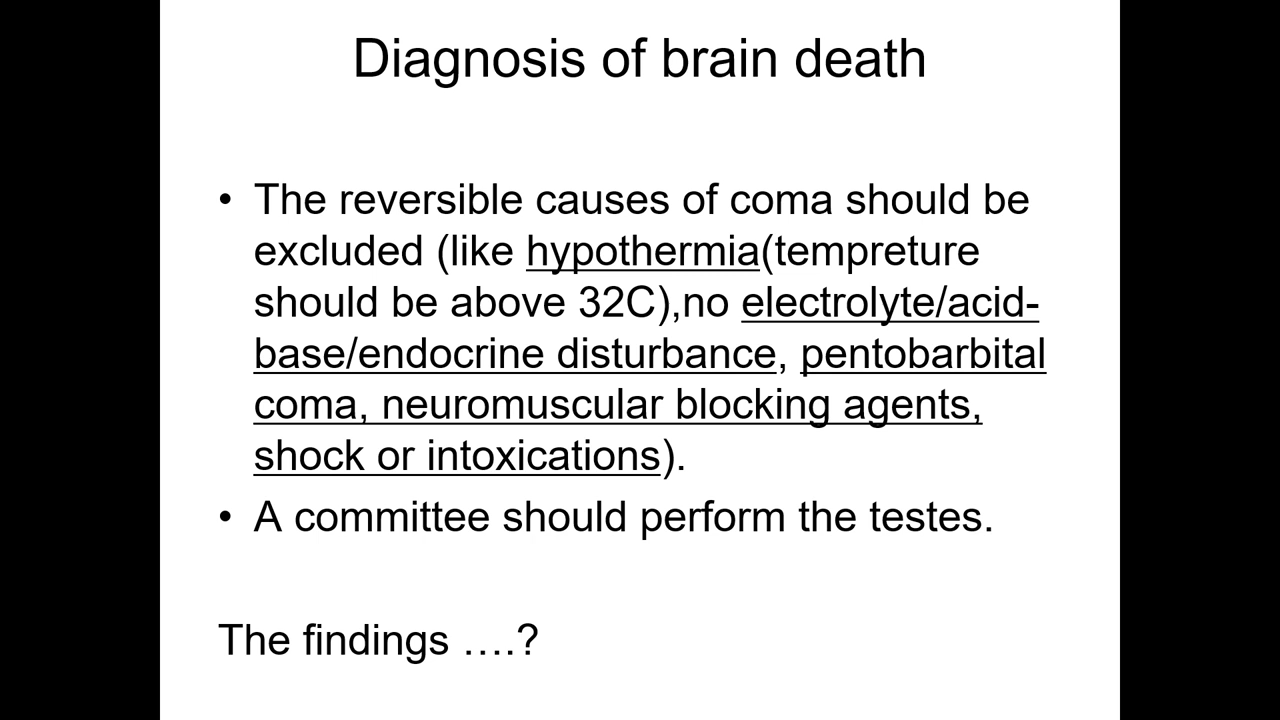 Diagnosis of brain death
• The reversible causes of coma should be
excluded (like hypothermia(tempreture
should be above 32C),no electrolyte/acid-
base/endocrine disturbance, pentobarbital
coma, neuromuscular blocking agents,
shock or intoxications).
• A committee should perform the testes.
The findings ….?